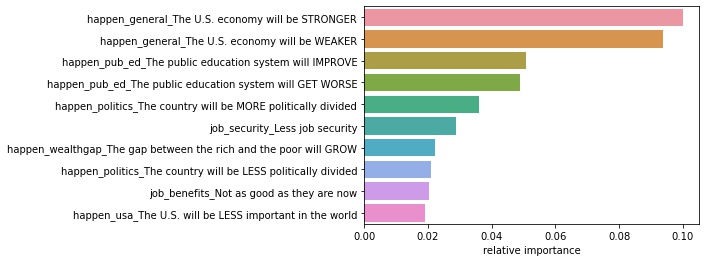 happen_general_The U.S. economy will be STRONGER
happen_general_The U.S. economy will be WEAKER
happen_pub_ed_The public education system will IMPROVE
happen_pub_ed_The public education system will GET WORSE
happen_politics_The country will be MORE politically divided
job_security_Less job security
happen_wealthgap_The gap between the rich and the poor will GROW
happen_politics_The country will be LESS politically divided
job_benefits_Not as good as they are now
happen_usa_The U.S. will be LESS important in the world
0.00 0.02 0.04 0.06 0.08 0.10
relative importance